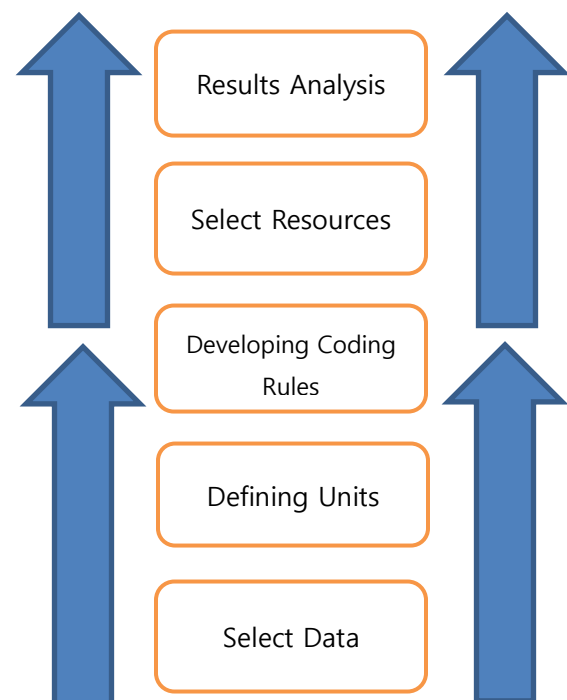 Results Analysis
Select Resources
Developing Coding
Rules
Defining Units
Select Data